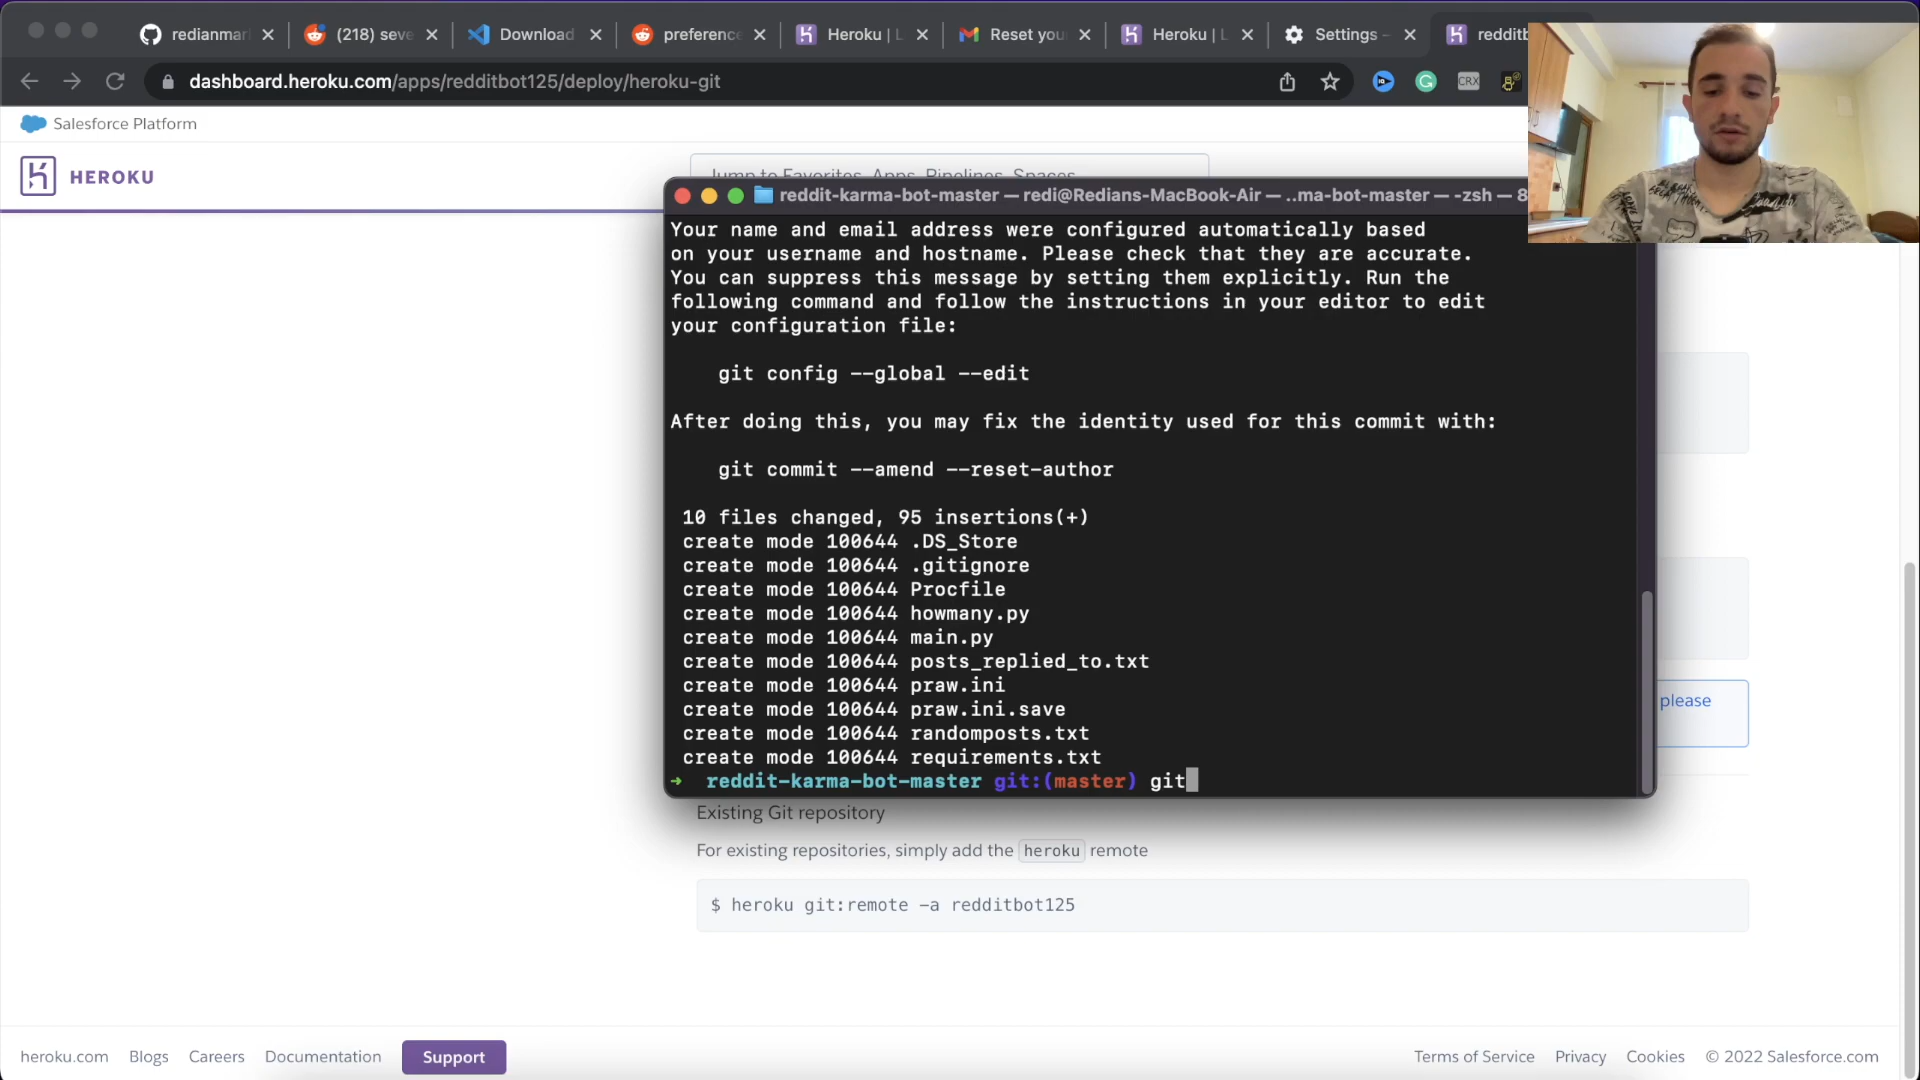 redianmar
(218) seve
Download
preference
Heroku | L
Reset your
Heroku | L
Settings -
redditb
dashboard.heroku.com/apps/redditbot125/deploy/heroku-git
CRX
Salesforce Platform
HEROKU
Jump to Favorites, Apps, Pipelines, Spaces...
reddit-karma-bot-master — redi@Redians-MacBook-Air — ..ma-bot-master — -zsh — 8
Your name and email address were configured automatically based
on your username and hostname. Please check that they are accurate.
You can suppress this message by setting them explicitly. Run the
following command and follow the instructions in your editor to edit
your configuration file:
git config --global --edit
After doing this, you may fix the identity used for this commit with:
git commit --amend --reset-author
10 files changed, 95 insertions(+)
create mode 100644 .DS_Store
create mode 100644 .gitignore
create mode 100644 Procfile
create mode 100644 howmany.py
create mode 100644 main.py
create mode 100644 posts_replied_to.txt
create mode 100644 praw.ini
create mode 100644 praw.ini.save
create mode 100644 randomposts.txt
create mode 100644 requirements.txt
➜ reddit-karma-bot-master git:(master) git
please
Existing Git repository
For existing repositories, simply add the heroku remote
$ heroku git:remote -a redditbot125
heroku.com Blogs Careers Documentation Support
Terms of Service Privacy Cookies © 2022 Salesforce.com